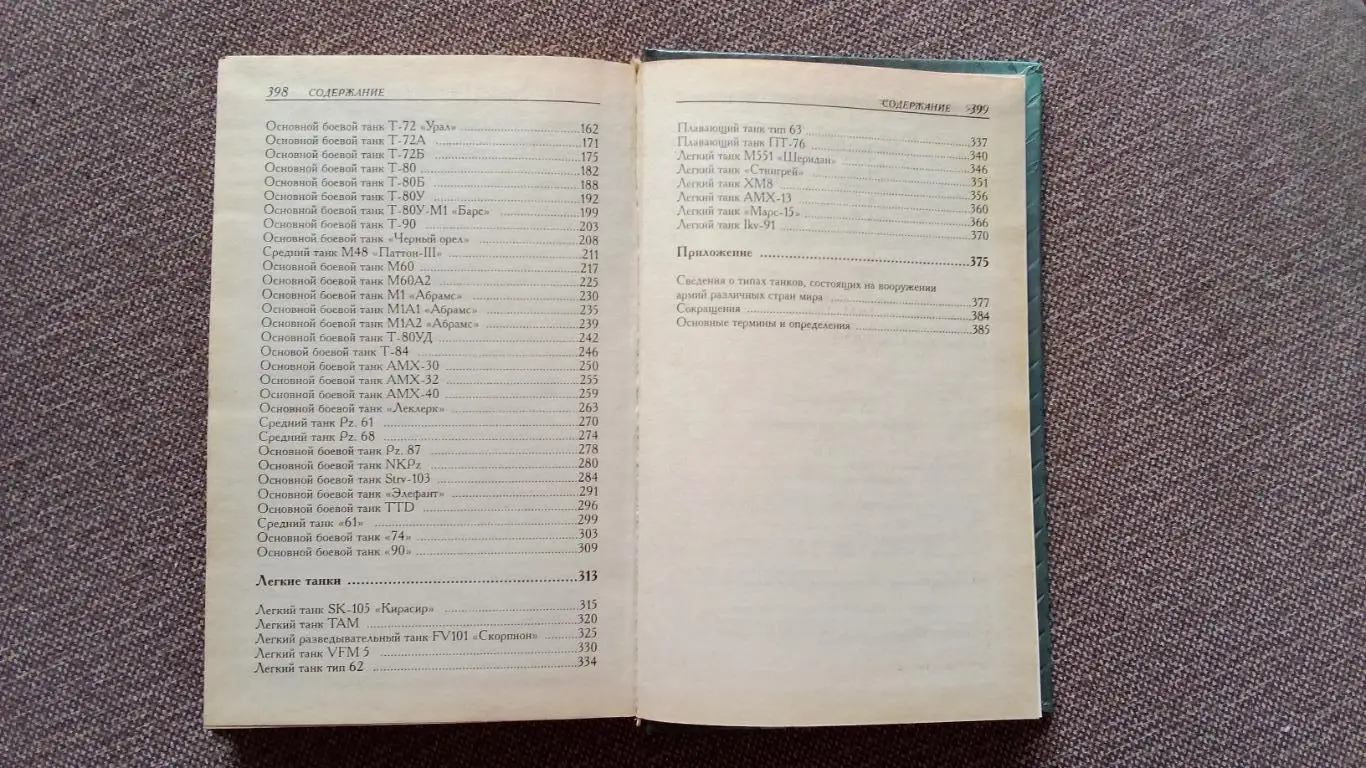 398 СОДЕРЖАНИЕ
Основной боевой танк Т-72 «Урал» 162
Основной боевой танк Т-72А 171
Основной боевой танк Т-72Б 175
Основной боевой танк Т-80 182
Основной боевой танк Т-80Б 188
Основной боевой танк Т-80У 192
Основной боевой танк Т-80У-М1 «Барс» 199
Основной боевой танк Т-90 203
Основной боевой танк «Черный орел» 208
Средний танк М48 «Паттон-III» 211
Основной боевой танк М60 217
Основной боевой танк М60А2 225
Основной боевой танк М1 «Абрамс» 230
Основной боевой танк М1А1 «Абрамс» 235
Основной боевой танк М1А2 «Абрамс» 239
Основной боевой танк Т-80УД 242
Основой боевой танк Т-84 246
Основной боевой танк АМХ-30 250
Основной боевой танк АМХ-32 255
Основной боевой танк АМХ-40 259
Основной боевой танк «Леклерк» 263
Средний танк Pz. 61 270
Средний танк Pz. 68 274
Основной боевой танк Pz. 87 278
Основной боевой танк NKPz 280
Основной боевой танк Strv-103 284
Основной боевой танк «Элефант» 291
Основной боевой танк TTD 296
Средний танк «61» 299
Основной боевой танк «74» 303
Основной боевой танк «90» 309
Легкие танки 313
Легкий танк SK-105 «Кирасир» 315
Легкий танк ТАМ 320
Легкий разведывательный танк FV101 «Скорпион» 325
Легкий танк VFM 5 330
Легкий танк тип 62 334
СОДЕРЖАНИЕ 399
Плавающий танк тип 63 337
Плавающий танк ПТ-76 340
Легкий танк М551 «Шеридан» 346
Легкий танк «Стингрей» 351
Легкий танк ХМ8 356
Легкий танк АМХ-13 360
Легкий танк «Марс-15» 366
Легкий танк Ikv-91 370
Приложение 375
Сведения о типах танков, состоящих на вооружении
армий различных стран мира 377
Сокращения 384
Основные термины и определения 385